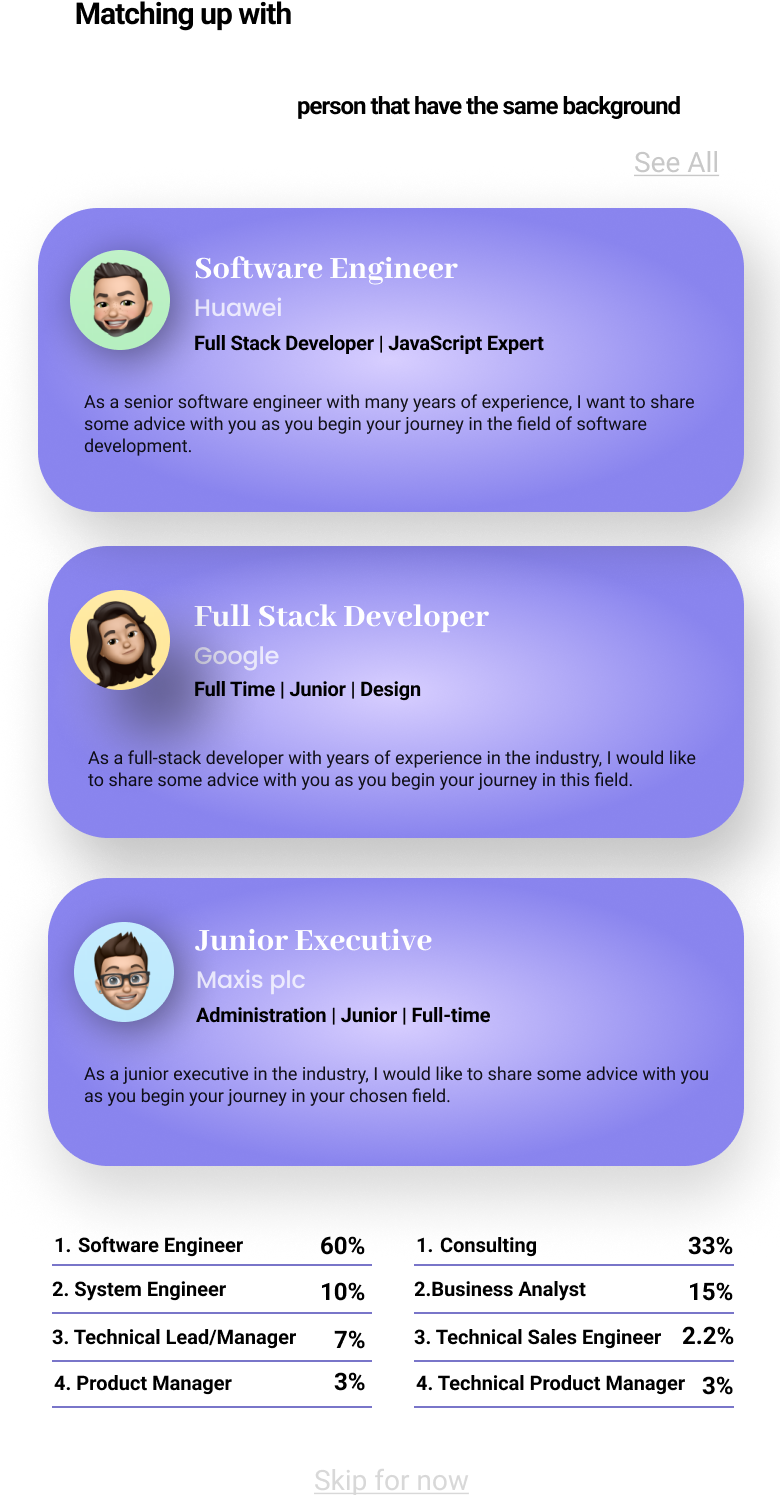 Matching up with
person that have the same background
See All
Software Engineer
Huawei
Full Stack Developer | JavaScript Expert
As a senior software engineer with many years of experience, I want to share
some advice with you as you begin your journey in the field of software
development.
Full Stack Developer
Google
Full Time | Junior | Design
As a full-stack developer with years of experience in the industry, I would like
to share some advice with you as you begin your journey in this field.
Junior Executive
Maxis plc
Administration | Junior | Full-time
As a junior executive in the industry, I would like to share some advice with you
as you begin your journey in your chosen field.
1. Software Engineer 60%
2. System Engineer 10%
3. Technical Lead/Manager 7%
4. Product Manager 3%
1. Consulting 33%
2.Business Analyst 15%
3. Technical Sales Engineer 2.2%
4. Technical Product Manager 3%
Skip for now